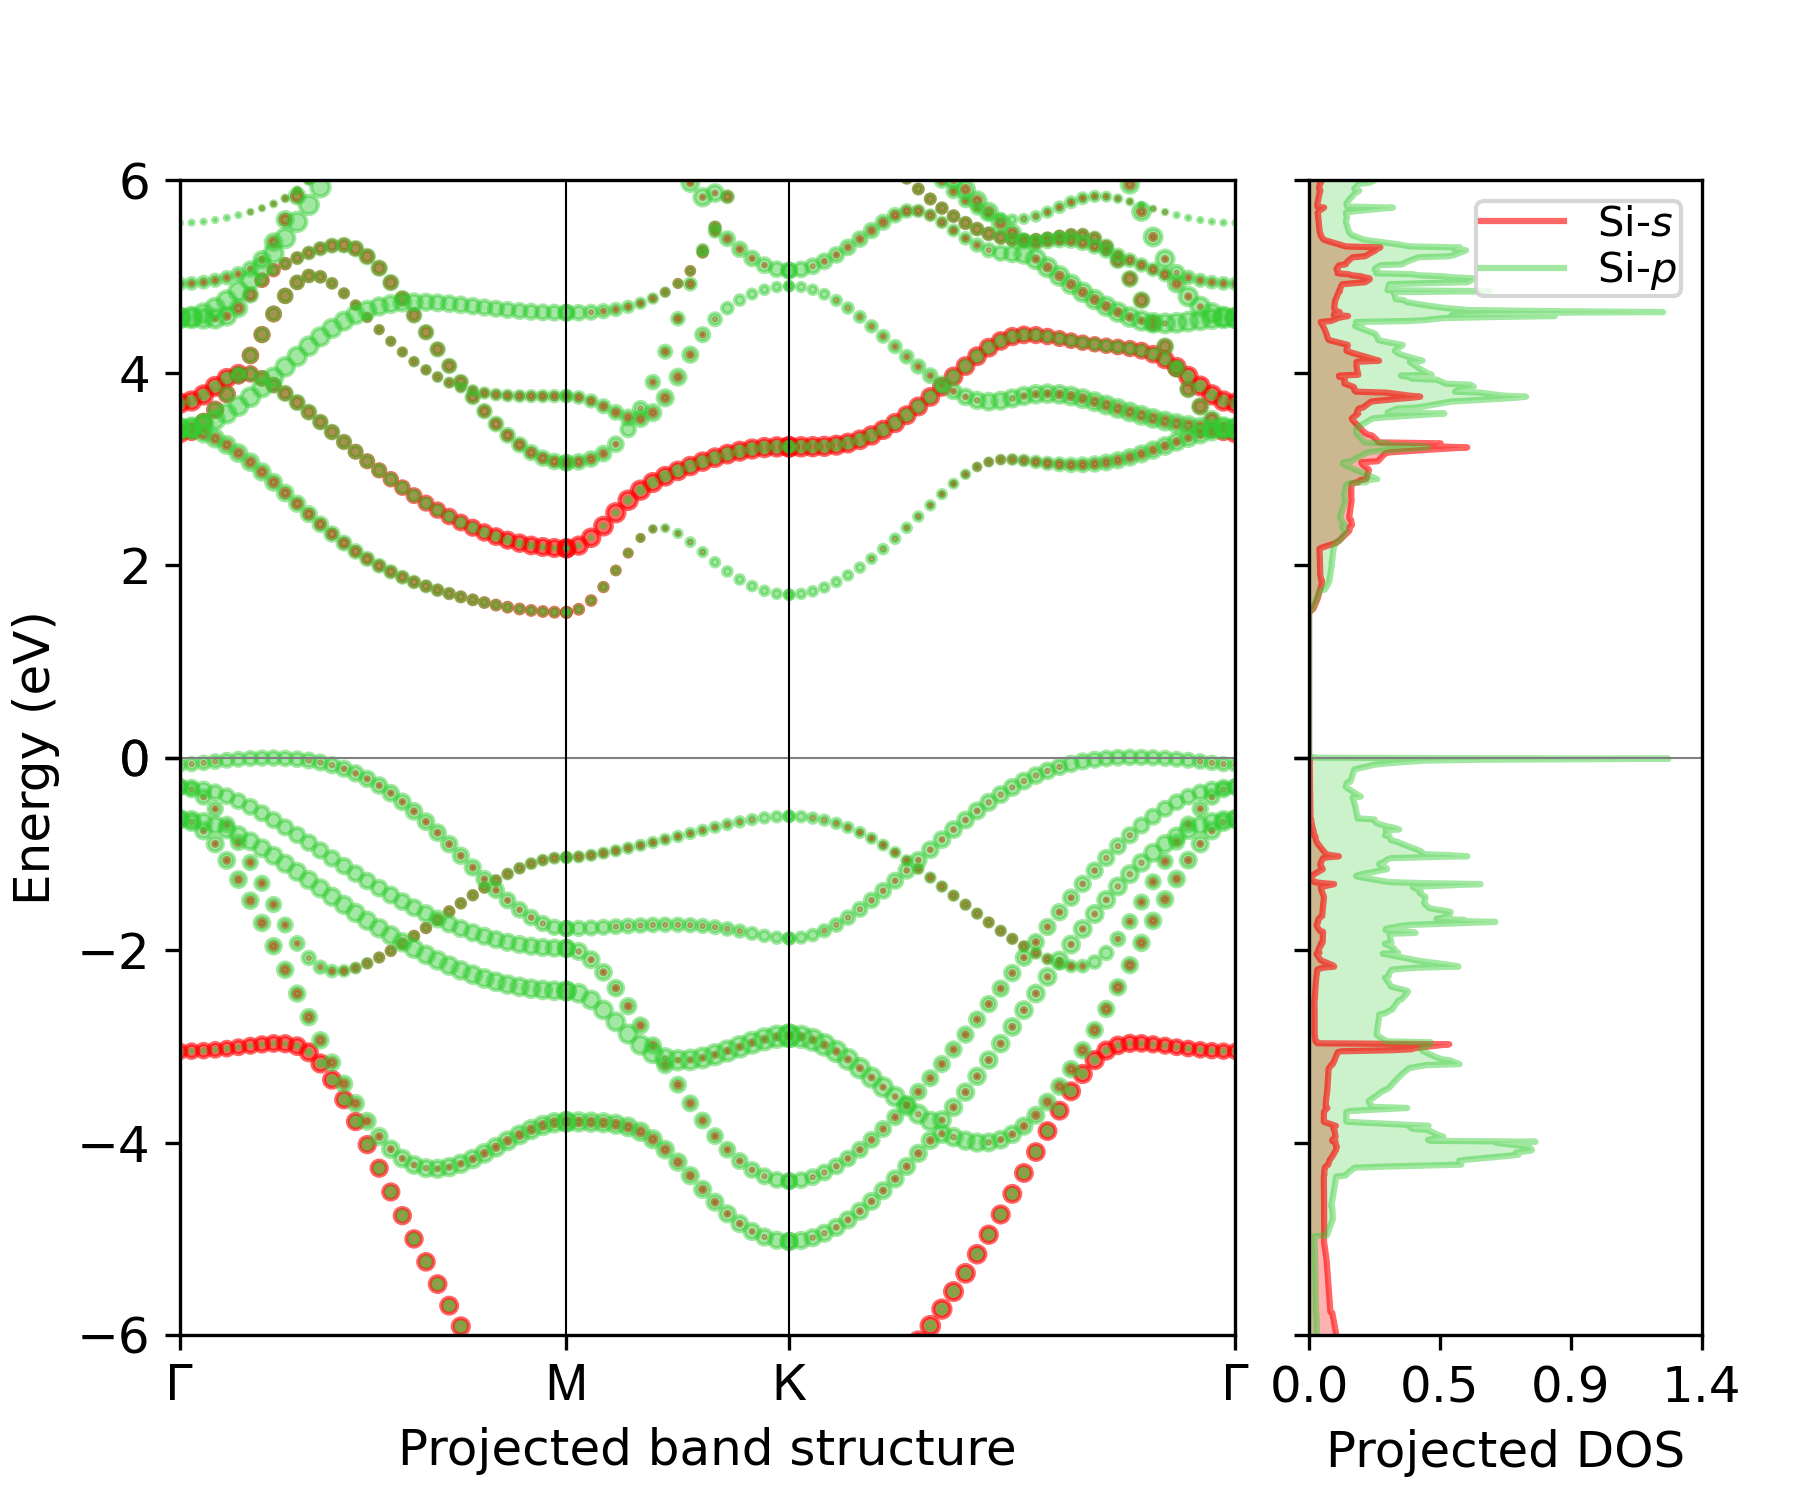 6
4
2
0
−2
−4
−6
Energy (eV)
Γ
M
K
Γ
Projected band structure
Si-s
Si-p
0.0
0.5
0.9
1.4
Projected DOS